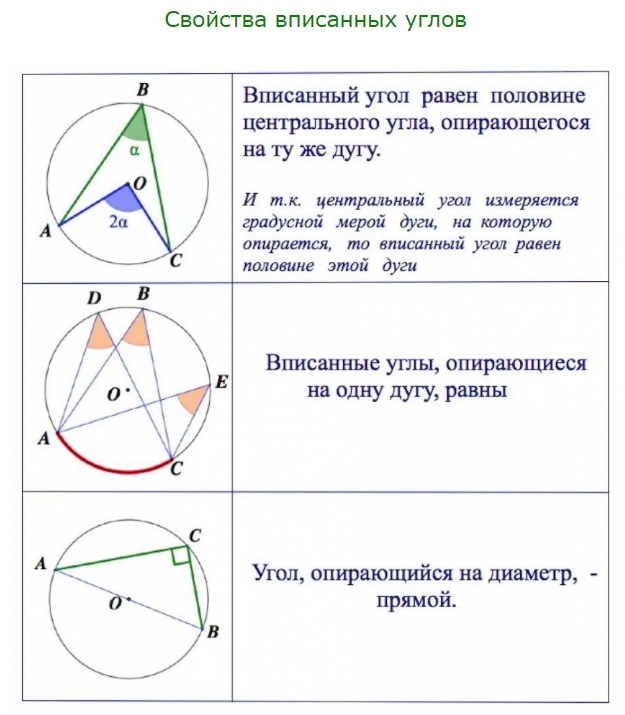 Свойства вписанных углов
B
α
O
2α
A
C
Вписанный угол равен половине
центрального угла, опирающегося
на ту же дугу.
И т.к. центральный угол измеряется
градусной мерой дуги, на которую
опирается, то вписанный угол равен
половине этой дуги
D B
E
O
A
C
Вписанные углы, опирающиеся
на одну дугу, равны
C
A
O
B
Угол, опирающийся на диаметр, -
прямой.